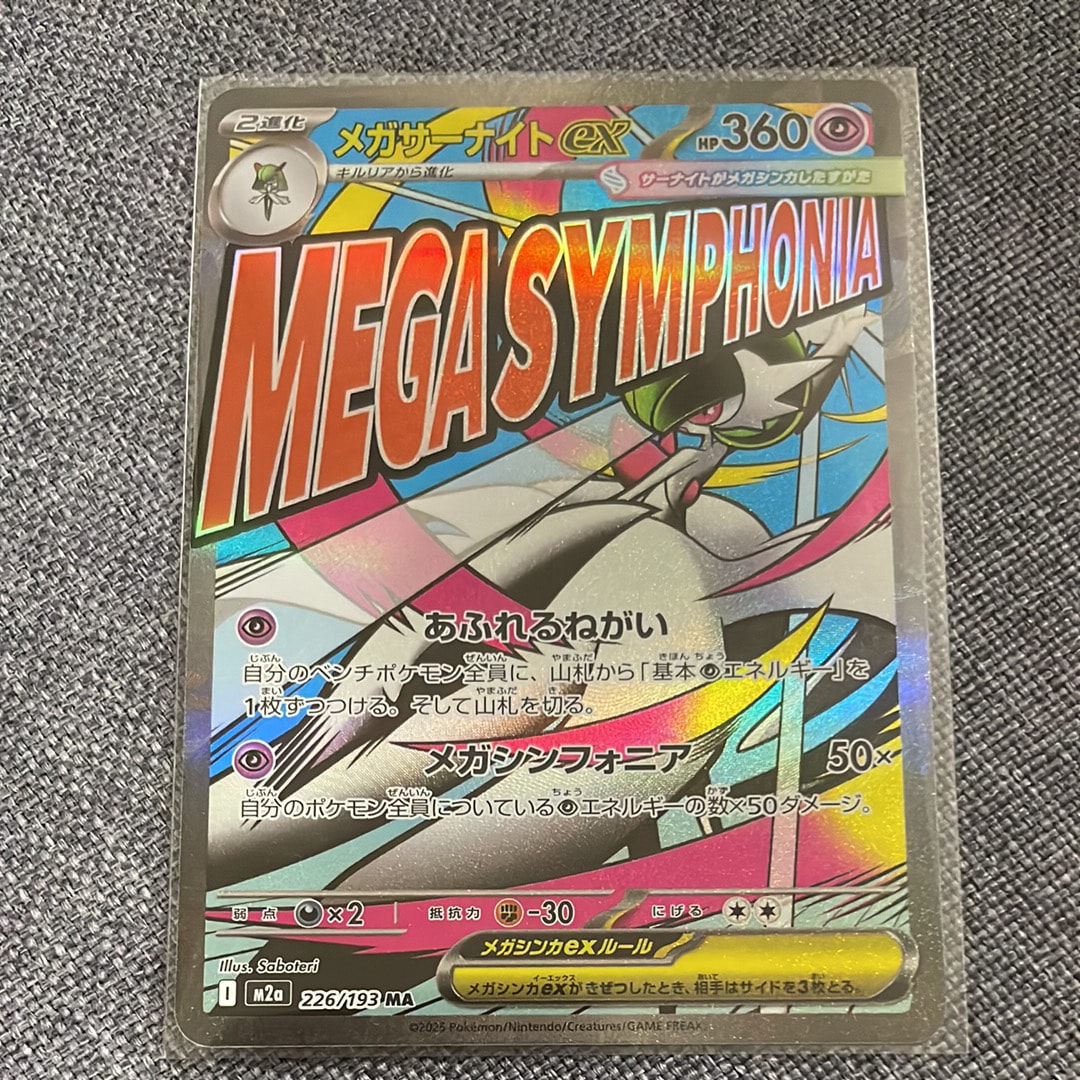 2進化
メガサーナイトex
HP360
キルリアから進化
サーナイトがメガシンカしたすがた
MEGA SYMPHONIA
あふれるねがい
自分のベンチポケモン全員に、山札から「基本エネルギー」を
1枚ずつつける。そして山札を切る。
メガシンフォニア 50×
自分のポケモン全員についているエネルギーの数×50ダメージ。
弱点 ×2 抵抗力 -30 にげる
メガシンカexルール
メガシンカexがきぜつしたとき、相手はサイドを3枚とる。
Illus. Saboteri
I M2a 226/193 MA
©2025 Pokémon/Nintendo/Creatures/GAME FREAK.